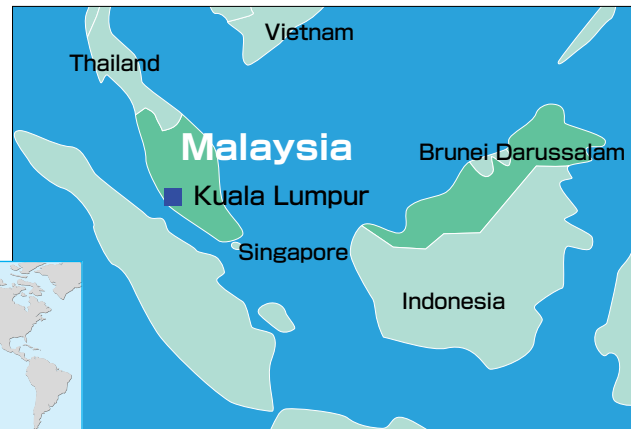 Vietnam
Thailand
Malaysia
Brunei Darussalam
Kuala Lumpur
Singapore
Indonesia